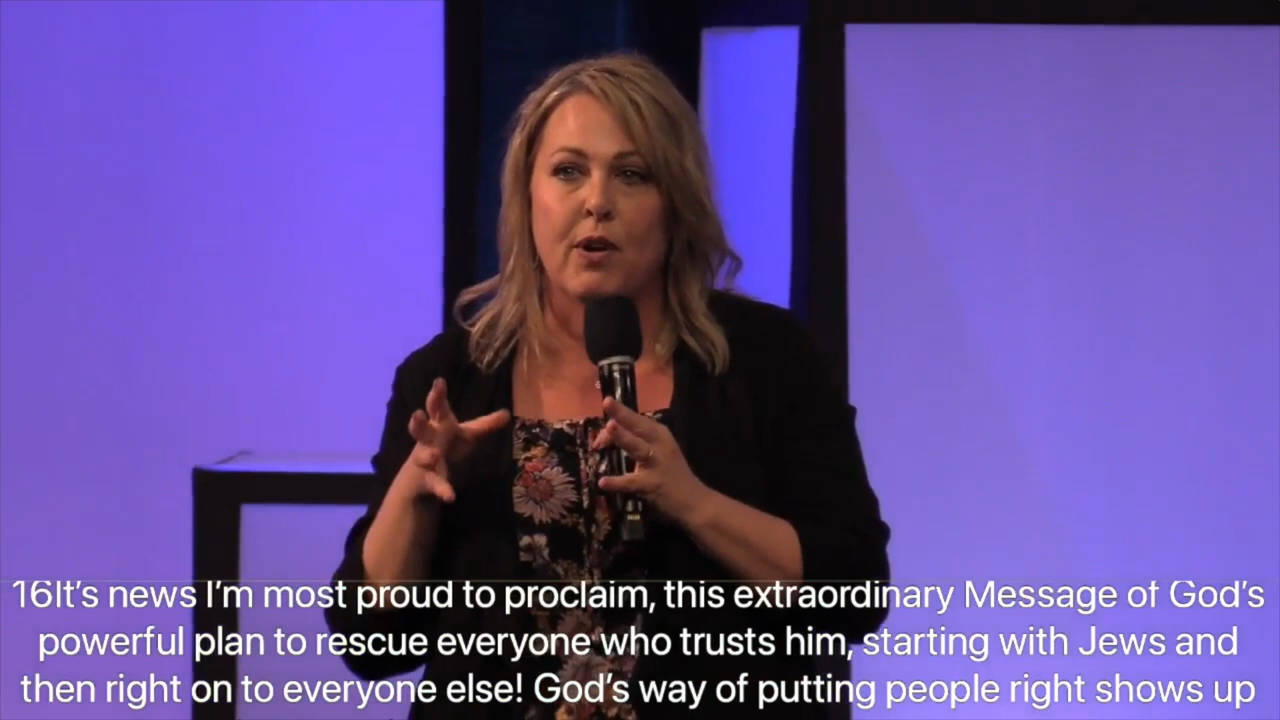 16It's news I'm most proud to proclaim, this extraordinary Message of God's
powerful plan to rescue everyone who trusts him, starting with Jews and
then right on to everyone else! God's way of putting people right shows up